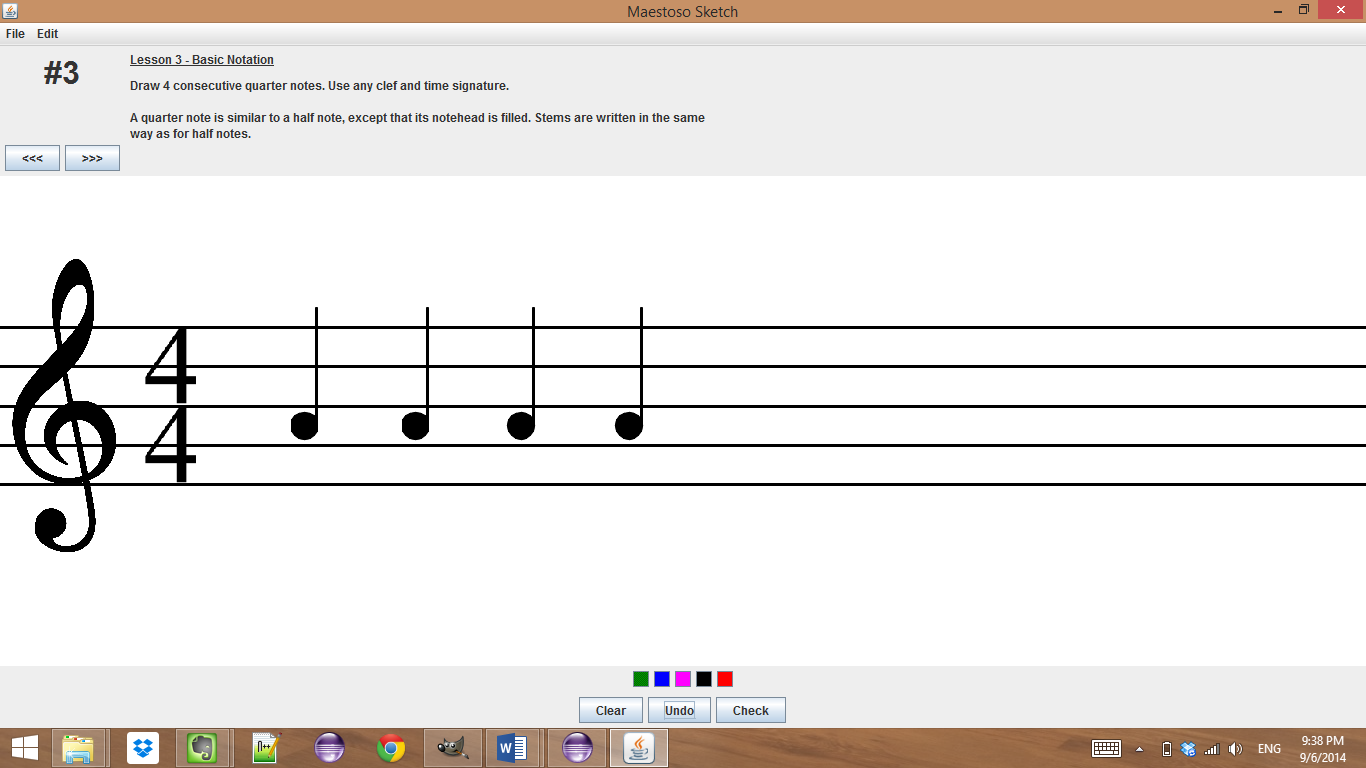 Maestoso Sketch
File Edit
#3
Lesson 3 - Basic Notation
Draw 4 consecutive quarter notes. Use any clef and time signature.
A quarter note is similar to a half note, except that its notehead is filled. Stems are written in the same
way as for half notes.
<<< >>>
4
4
Clear Undo Check
ENG
9:38 PM
9/6/2014